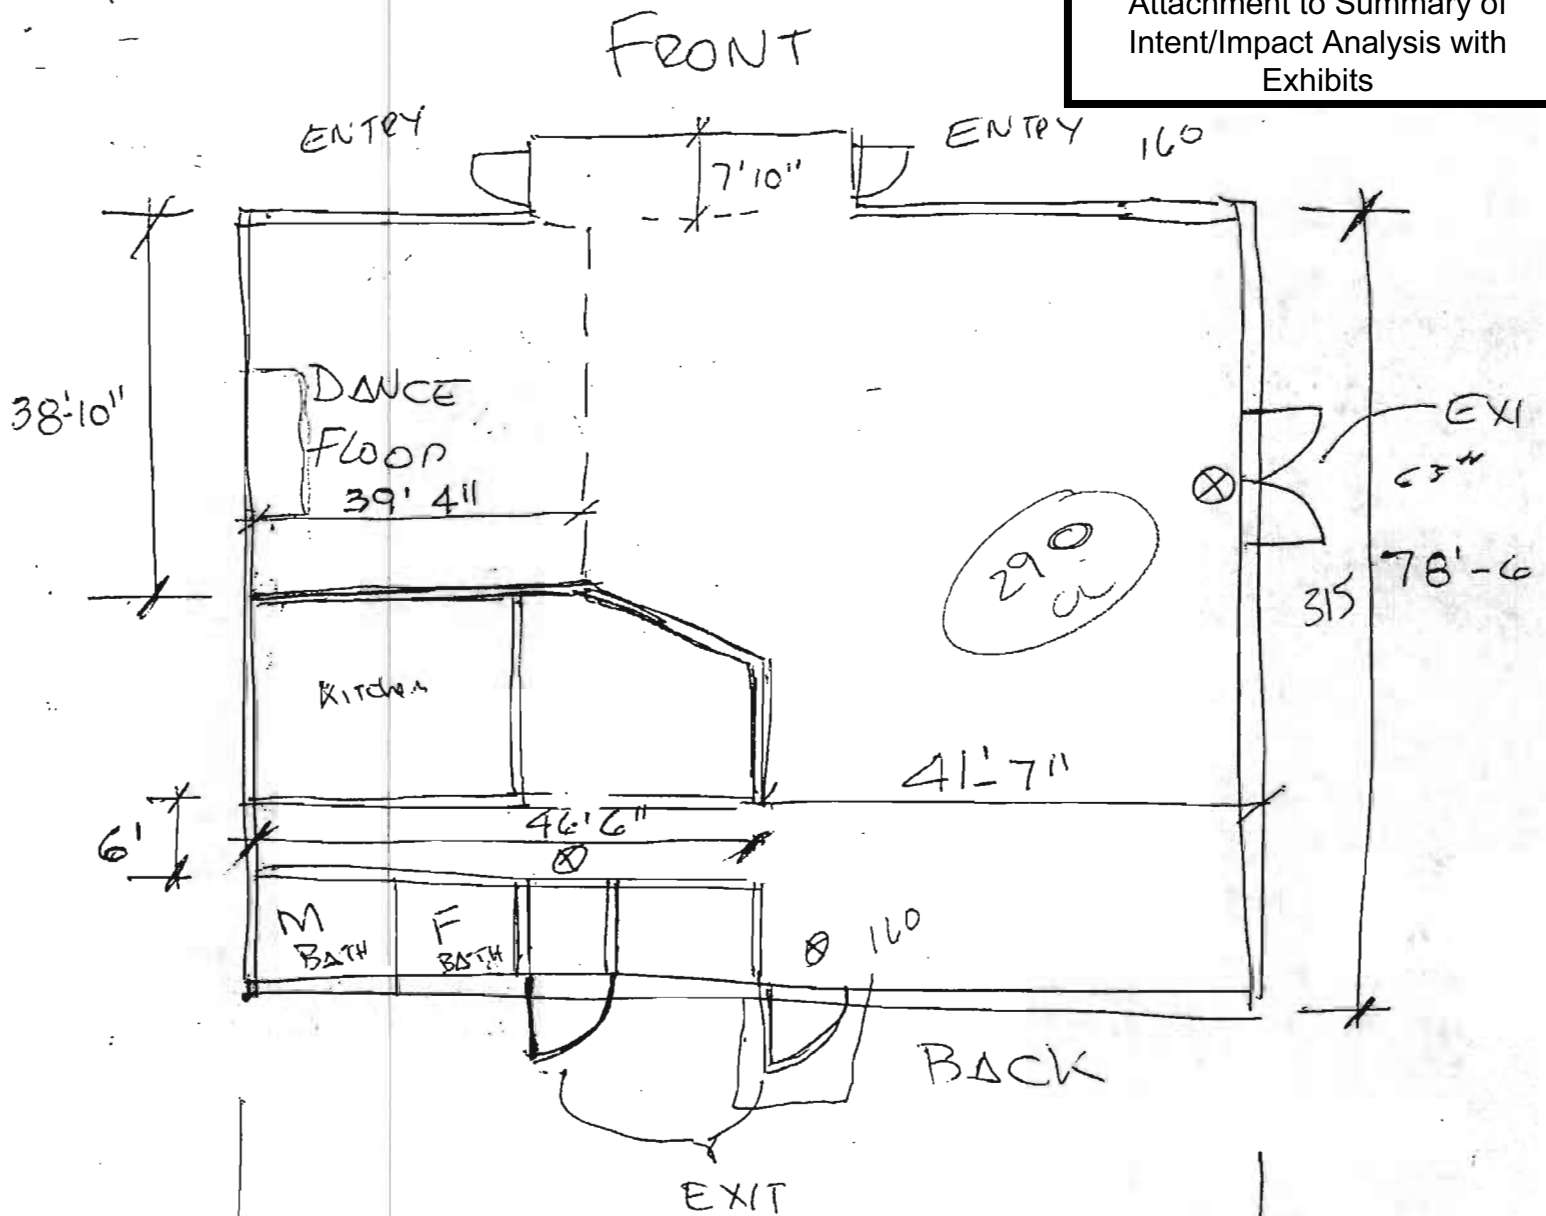 Attachment to Summary of
Intent/Impact Analysis with
Exhibits
FRONT
ENTRY
ENTRY
160
7'10"
38'-10"
DANCE
FLOOR
39' 4"
EXI
63"
290
315
78'-6
Kitchen
41'-7"
6'
46'6"
M
BATH
F
BATH
160
BACK
EXIT